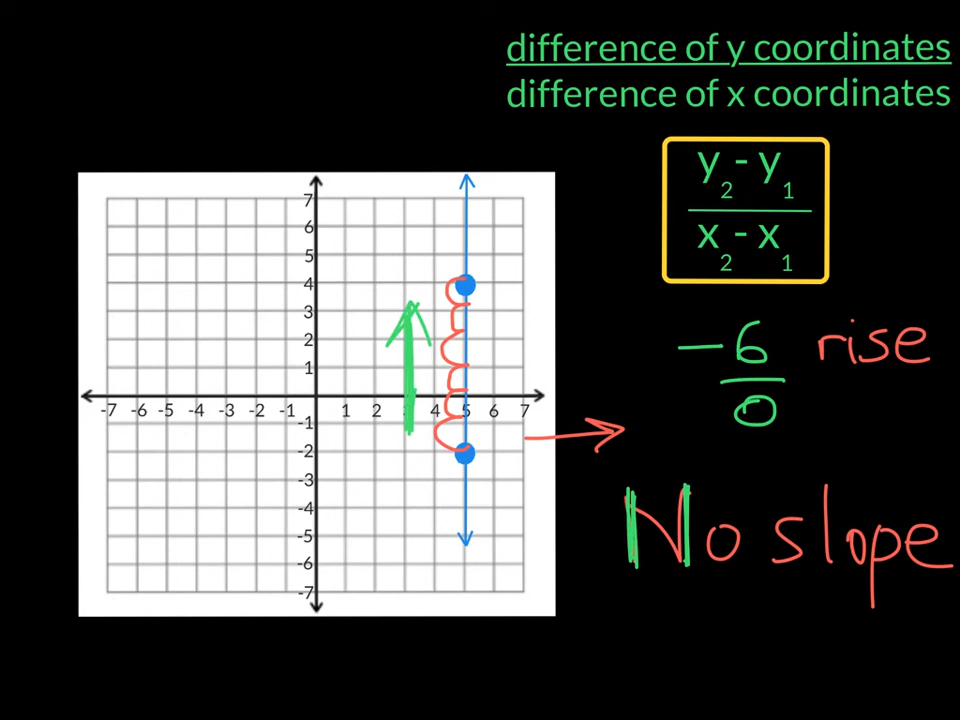 difference of y coordinates
difference of x coordinates
y2 - y1
x2 - x1
-6 rise
0
No slope
7
6
5
4
3
2
1
-7 -6 -5 -4 -3 -2 -1 1 2 3 4 5 6 7
-1
-2
-3
-4
-5
-6
-7